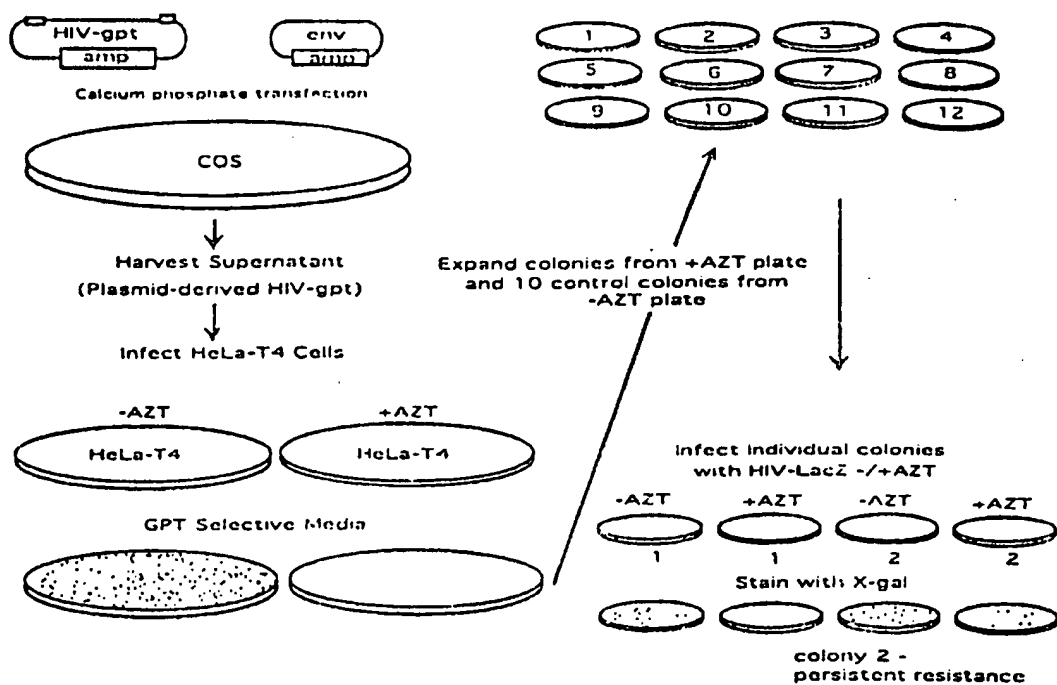 HIV-gpt
amp
env
amp
Calcium phosphate transfection
COS
Harvest Supernatant
(Plasmid-derived HIV-gpt)
Infect HeLa-T4 Cells
-AZT
+AZT
HeLa-T4
HeLa-T4
GPT Selective Media
1
2
3
4
5
6
7
8
9
10
11
12
Expand colonies from +AZT plate
and 10 control colonies from
-AZT plate
Infect Individual colonies
with HIV-LacZ -/+AZT
-AZT
+AZT
-AZT
+AZT
1
1
2
2
Stain with X-gal
colony 2 -
persistent resistance